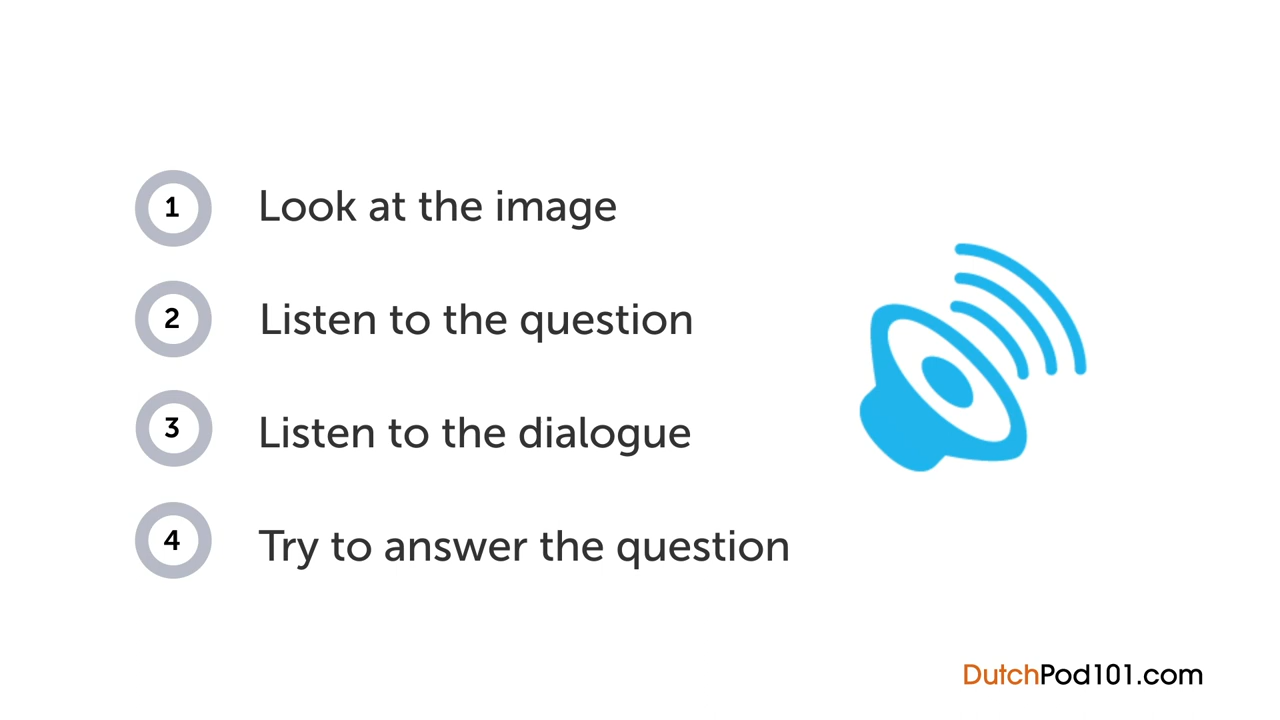 1 Look at the image
2 Listen to the question
3 Listen to the dialogue
4 Try to answer the question
DutchPod101.com